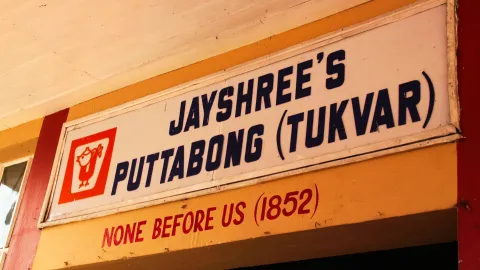 JAYSHREE'S
PUTTABONG (TUKVAR)
NONE BEFORE US (1852)